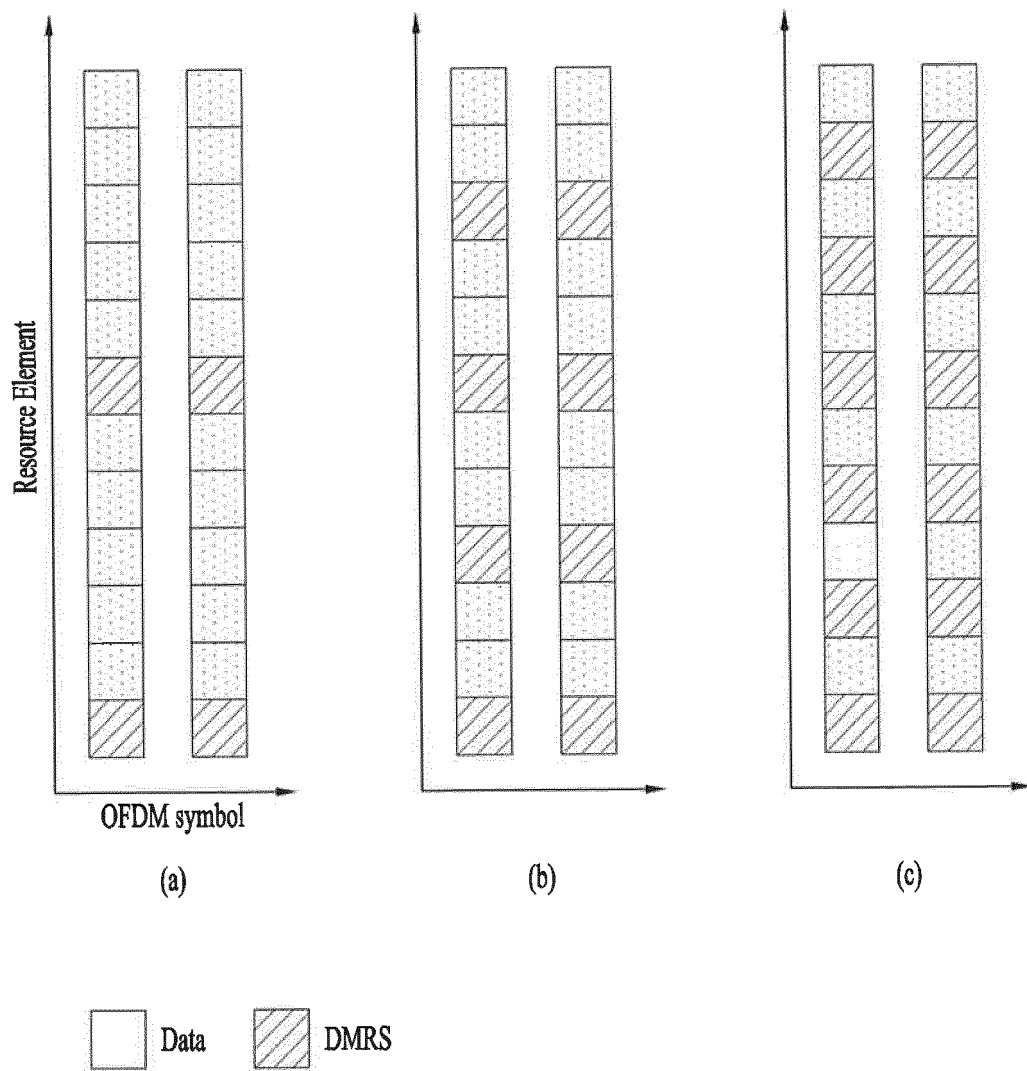 Resource Element
OFDM symbol
(a)
(b)
(c)
Data
DMRS